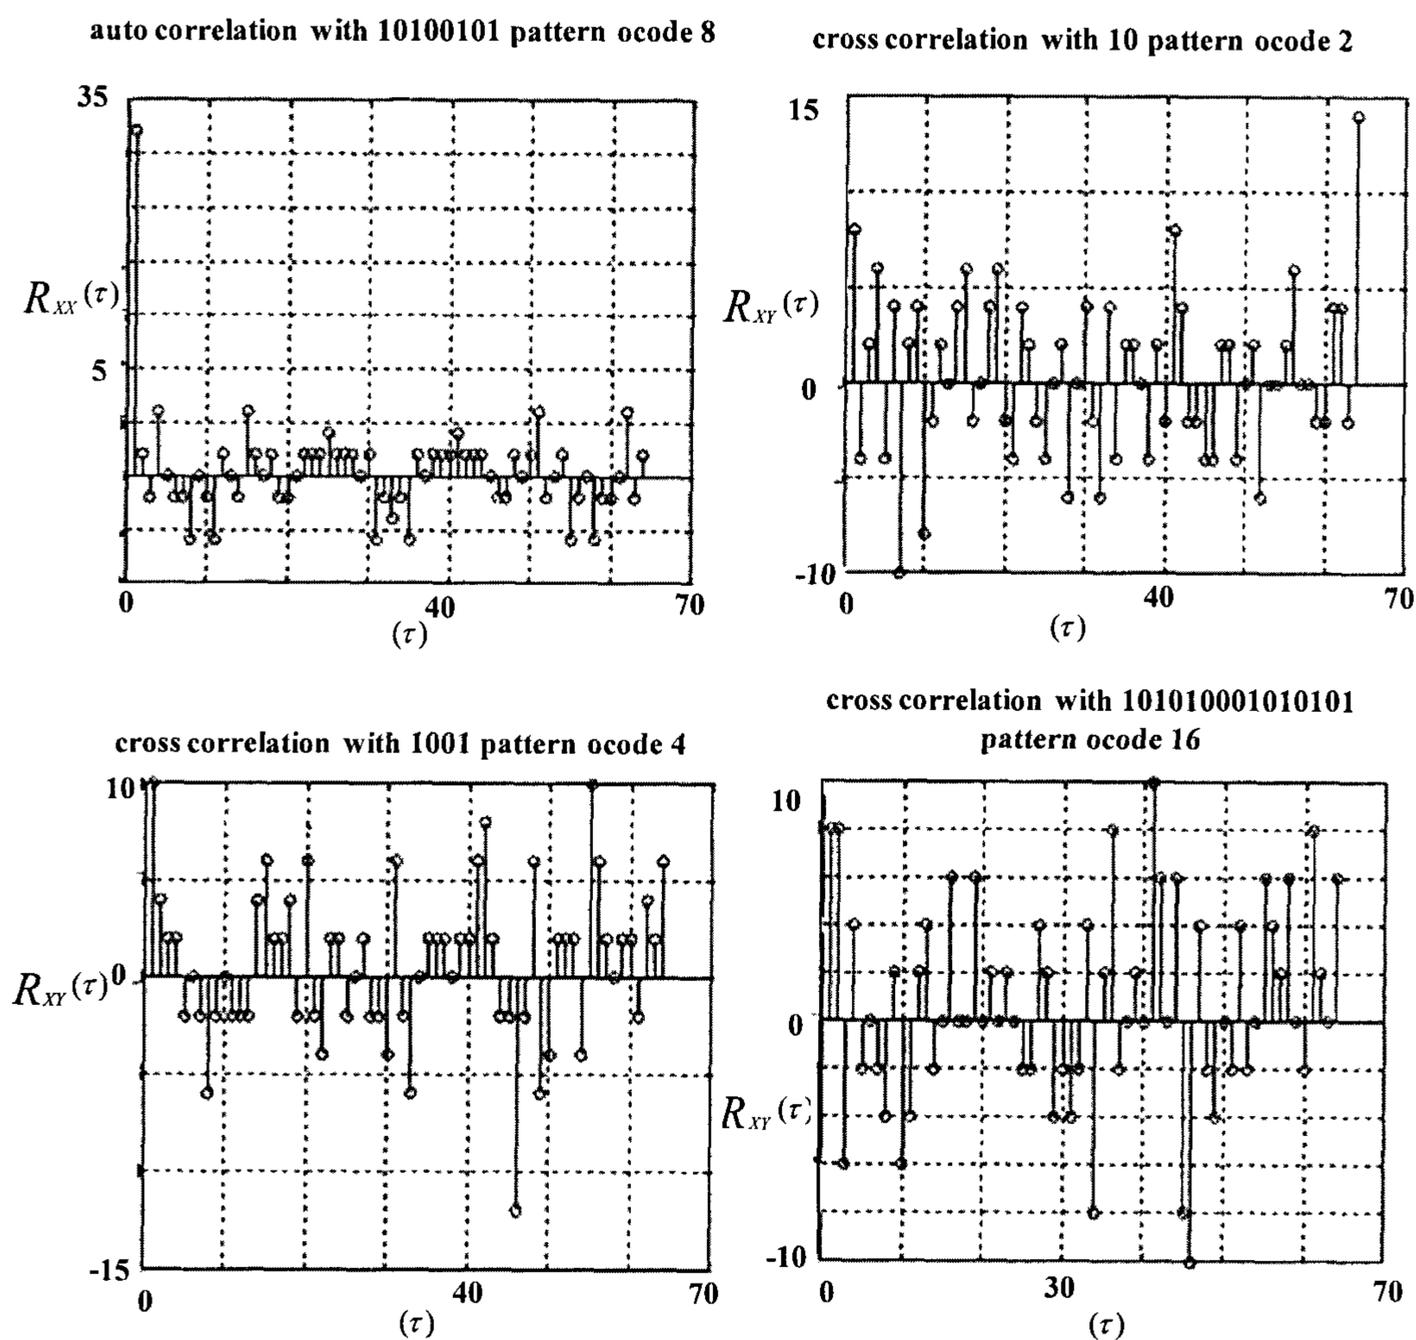 auto correlation with 10100101 pattern ocode 8
35
R_XX(τ)
5
0
40
70
(τ)
cross correlation with 10 pattern ocode 2
15
R_XY(τ)
0
-10
0
40
70
(τ)
cross correlation with 1001 pattern ocode 4
10
R_XY(τ)
0
-15
0
40
70
(τ)
cross correlation with 101010001010101
pattern ocode 16
10
0
R_XY(τ)
-10
0
30
70
(τ)